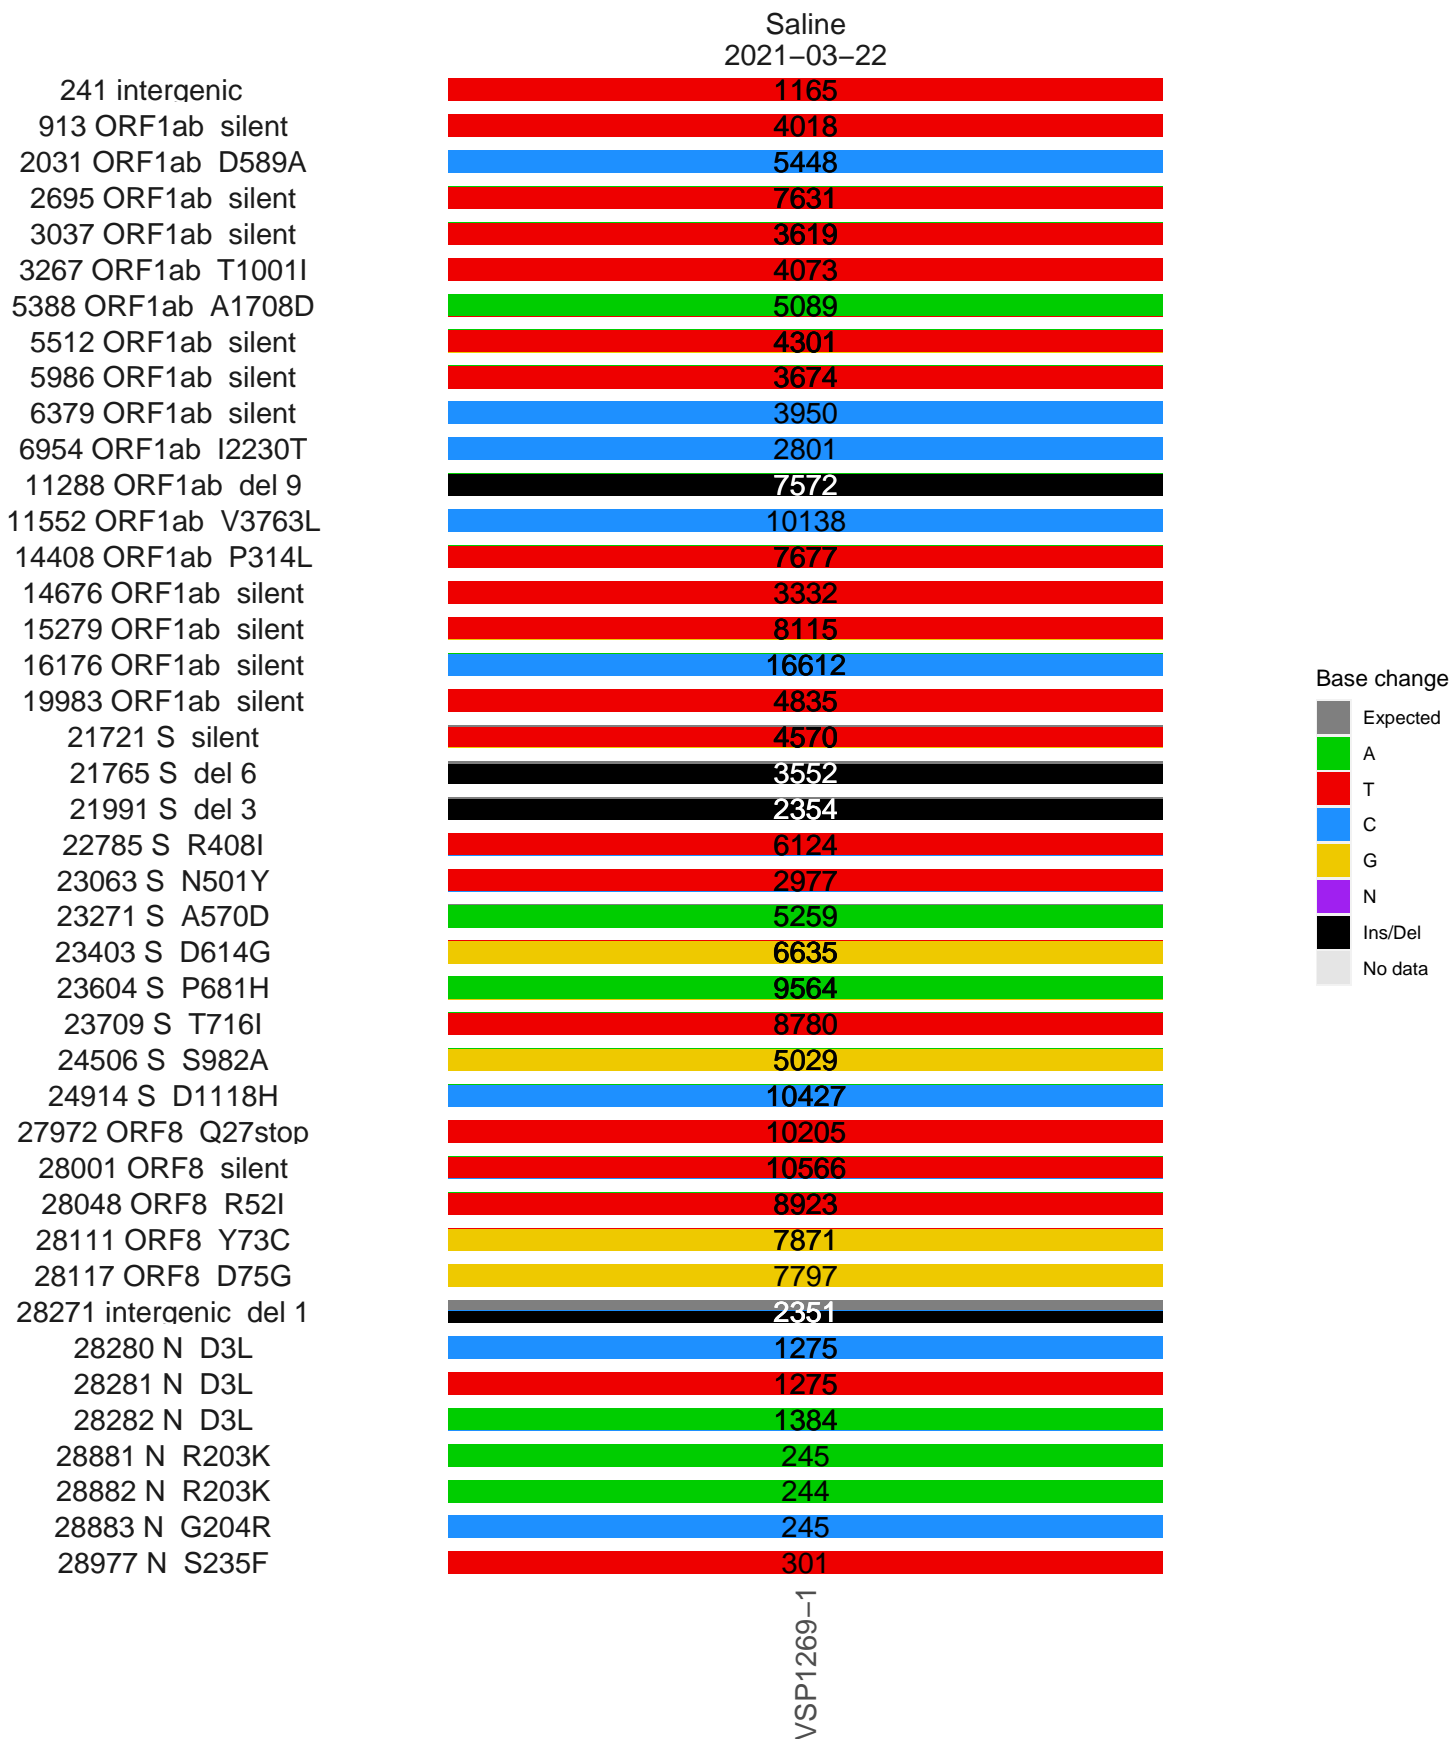 Saline
2021−03−22
241 intergenic 1165
913 ORF1ab silent 4018
2031 ORF1ab D589A 5448
2695 ORF1ab silent 7631
3037 ORF1ab silent 3619
3267 ORF1ab T1001I 4073
5388 ORF1ab A1708D 5089
5512 ORF1ab silent 4301
5986 ORF1ab silent 3674
6379 ORF1ab silent 3950
6954 ORF1ab I2230T 2801
11288 ORF1ab del 9 7572
11552 ORF1ab V3763L 10138
14408 ORF1ab P314L 7677
14676 ORF1ab silent 3332
15279 ORF1ab silent 8115
16176 ORF1ab silent 16612
19983 ORF1ab silent 4835
21721 S silent 4570
21765 S del 6 3552
21991 S del 3 2354
22785 S R408I 6124
23063 S N501Y 2977
23271 S A570D 5259
23403 S D614G 6635
23604 S P681H 9564
23709 S T716I 8780
24506 S S982A 5029
24914 S D1118H 10427
27972 ORF8 Q27stop 10205
28001 ORF8 silent 10566
28048 ORF8 R52I 8923
28111 ORF8 Y73C 7871
28117 ORF8 D75G 7797
28271 intergenic del 1 2351
28280 N D3L 1275
28281 N D3L 1275
28282 N D3L 1384
28881 N R203K 245
28882 N R203K 244
28883 N G204R 245
28977 N S235F 301
VSP1269−1
Base change
Expected
A
T
C
G
N
Ins/Del
No data